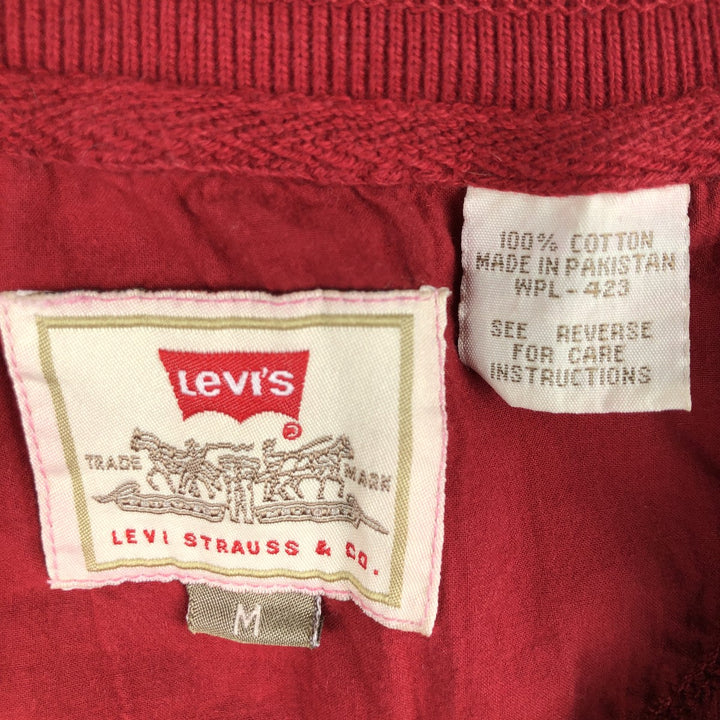 100% COTTON
MADE IN PAKISTAN
WPL-423
SEE REVERSE
FOR CARE
INSTRUCTIONS
Levi's
®
TRADE MARK
LEVI STRAUSS & CO.
M